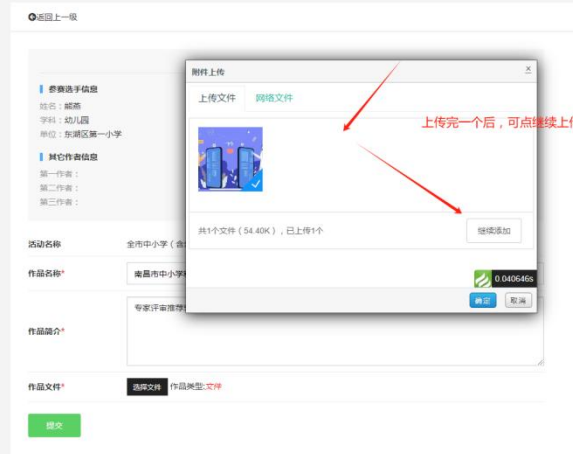 返回上一级
附件上传
上传文件 网络文件
参赛选手信息
姓名：熊燕
学科：幼儿园
单位：东湖区第一小学
上传完一个后，可点继续上传
其它作者信息
第一作者：
第二作者：
第三作者：
共1个文件（54.40K），已上传1个
继续添加
活动名称 全市中小学（含
作品名称* 南昌市中小学
0.040646s
确定 取消
专家评审推荐
作品简介*
作品文件* 选择文件 作品类型:文件
提交